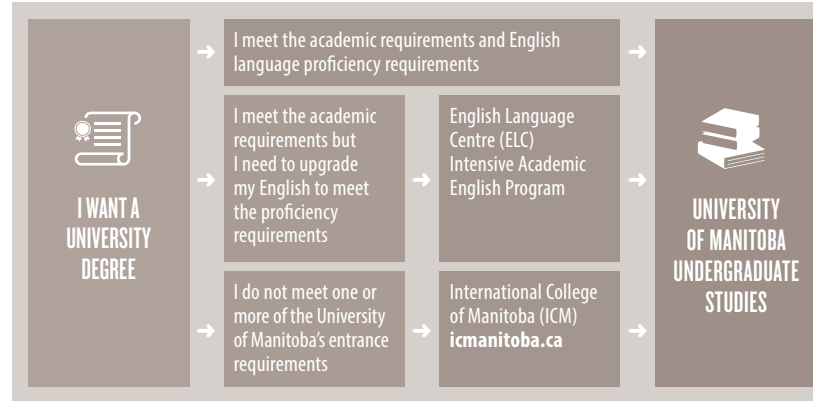 I WANT A
UNIVERSITY
DEGREE
I meet the academic requirements and English
language proficiency requirements
I meet the academic
requirements but
I need to upgrade
my English to meet
the proficiency
requirements
English Language
Centre (ELC)
Intensive Academic
English Program
I do not meet one or
more of the University
of Manitoba’s entrance
requirements
International College
of Manitoba (ICM)
icmanitoba.ca
UNIVERSITY
OF MANITOBA
UNDERGRADUATE
STUDIES